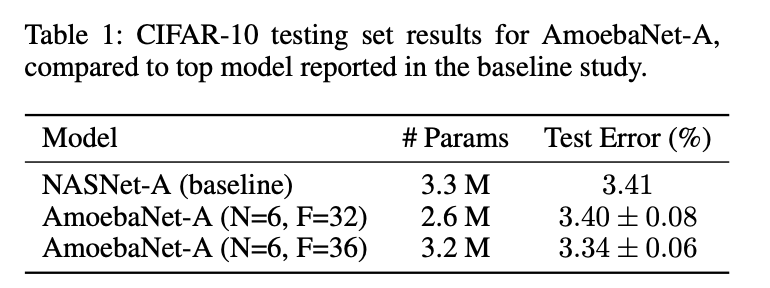 Table 1: CIFAR-10 testing set results for AmoebaNet-A,
compared to top model reported in the baseline study.
Model # Params Test Error (%)
NASNet-A (baseline) 3.3 M 3.41
AmoebaNet-A (N=6, F=32) 2.6 M 3.40 ± 0.08
AmoebaNet-A (N=6, F=36) 3.2 M 3.34 ± 0.06